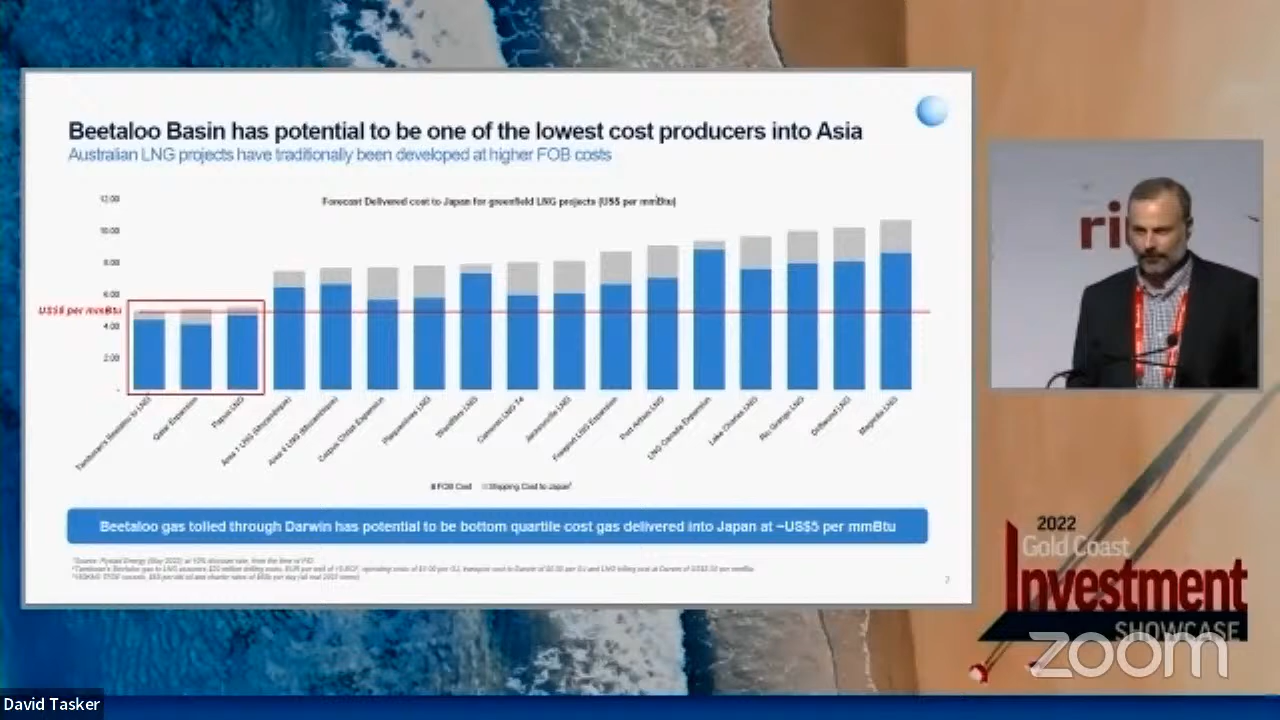 Beetaloo Basin has potential to be one of the lowest cost producers into Asia
Australian LNG projects have traditionally been developed at higher FOB costs
Forecast Delivered cost to Japan for greenfield LNG projects (US$ per mmBtu)
12.00
10.00
8.00
6.00
US$5 per mmBtu
4.00
2.00
-
Tamboran's Beetaloo to LNG
Qatar Expansion
Papua LNG
Area 1 LNG (Mozambique)
Area 4 LNG (Mozambique)
Corpus Christi Expansion
Plaquemines LNG
Woodfibre LNG
Cameron LNG T4
Jacksonville LNG
Freeport LNG Expansion
Port Arthur LNG
LNG Canada Expansion
Lake Charles LNG
Rio Grande LNG
Driftwood LNG
Magnolia LNG
FOB Cost
Shipping Cost to Japan
Beetaloo gas tolled through Darwin has potential to be bottom quartile cost gas delivered into Japan at ~US$5 per mmBtu
ri
2022
Gold Coast
Investment
SHOWCASE
zoom
David Tasker